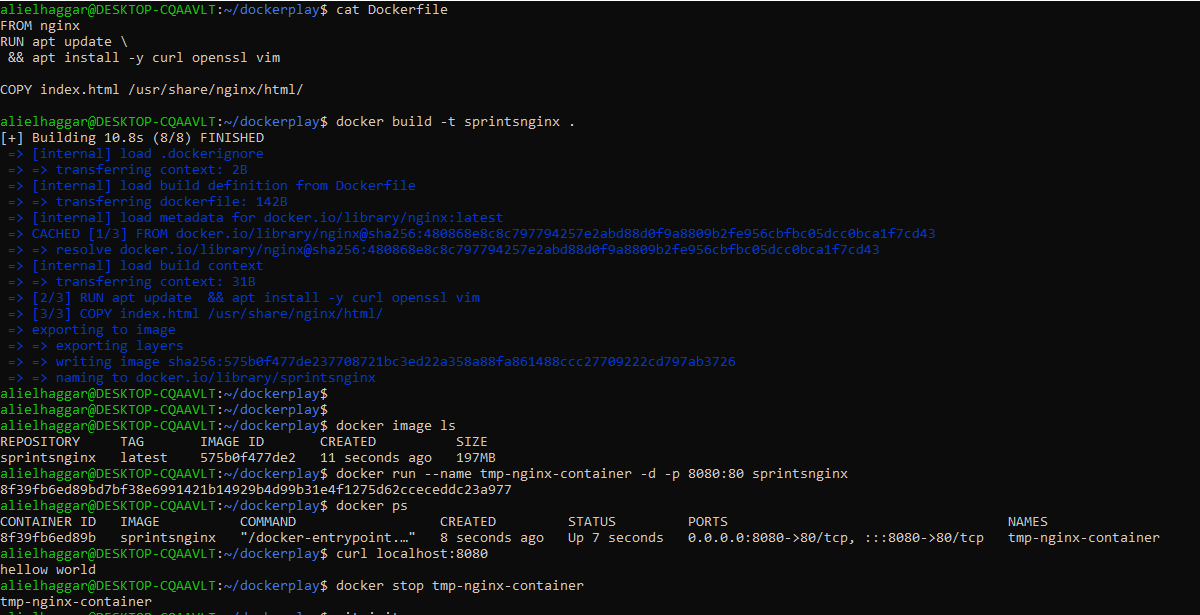 alielhaggar@DESKTOP-CQAAVLT:~/dockerplay$ cat Dockerfile
FROM nginx
RUN apt update \
 && apt install -y curl openssl vim
COPY index.html /usr/share/nginx/html/
alielhaggar@DESKTOP-CQAAVLT:~/dockerplay$ docker build -t sprintsnginx .
[+] Building 10.8s (8/8) FINISHED
 => [internal] load .dockerignore
 => => transferring context: 2B
 => [internal] load build definition from Dockerfile
 => => transferring dockerfile: 142B
 => [internal] load metadata for docker.io/library/nginx:latest
 => CACHED [1/3] FROM docker.io/library/nginx@sha256:480868e8c8c797794257e2abd88d0f9a8809b2fe956cbfbc05dcc0bca1f7cd43
 => => resolve docker.io/library/nginx@sha256:480868e8c8c797794257e2abd88d0f9a8809b2fe956cbfbc05dcc0bca1f7cd43
 => [internal] load build context
 => => transferring context: 31B
 => [2/3] RUN apt update  && apt install -y curl openssl vim
 => [3/3] COPY index.html /usr/share/nginx/html/
 => exporting to image
 => => exporting layers
 => => writing image sha256:575b0f477de237708721bc3ed22a358a88fa861488ccc27709222cd797ab3726
 => => naming to docker.io/library/sprintsnginx
alielhaggar@DESKTOP-CQAAVLT:~/dockerplay$
alielhaggar@DESKTOP-CQAAVLT:~/dockerplay$
alielhaggar@DESKTOP-CQAAVLT:~/dockerplay$ docker image ls
REPOSITORY     TAG       IMAGE ID       CREATED          SIZE
sprintsnginx   latest    575b0f477de2   11 seconds ago   197MB
alielhaggar@DESKTOP-CQAAVLT:~/dockerplay$ docker run --name tmp-nginx-container -d -p 8080:80 sprintsnginx
8f39fb6ed89bd7bf38e6991421b14929b4d99b31e4f1275d62cceceddc23a977
alielhaggar@DESKTOP-CQAAVLT:~/dockerplay$ docker ps
CONTAINER ID   IMAGE          COMMAND                  CREATED         STATUS         PORTS                                   NAMES
8f39fb6ed89b   sprintsnginx   "/docker-entrypoint.…"   8 seconds ago   Up 7 seconds   0.0.0.0:8080->80/tcp, :::8080->80/tcp   tmp-nginx-container
alielhaggar@DESKTOP-CQAAVLT:~/dockerplay$ curl localhost:8080
hellow world
alielhaggar@DESKTOP-CQAAVLT:~/dockerplay$ docker stop tmp-nginx-container
tmp-nginx-container